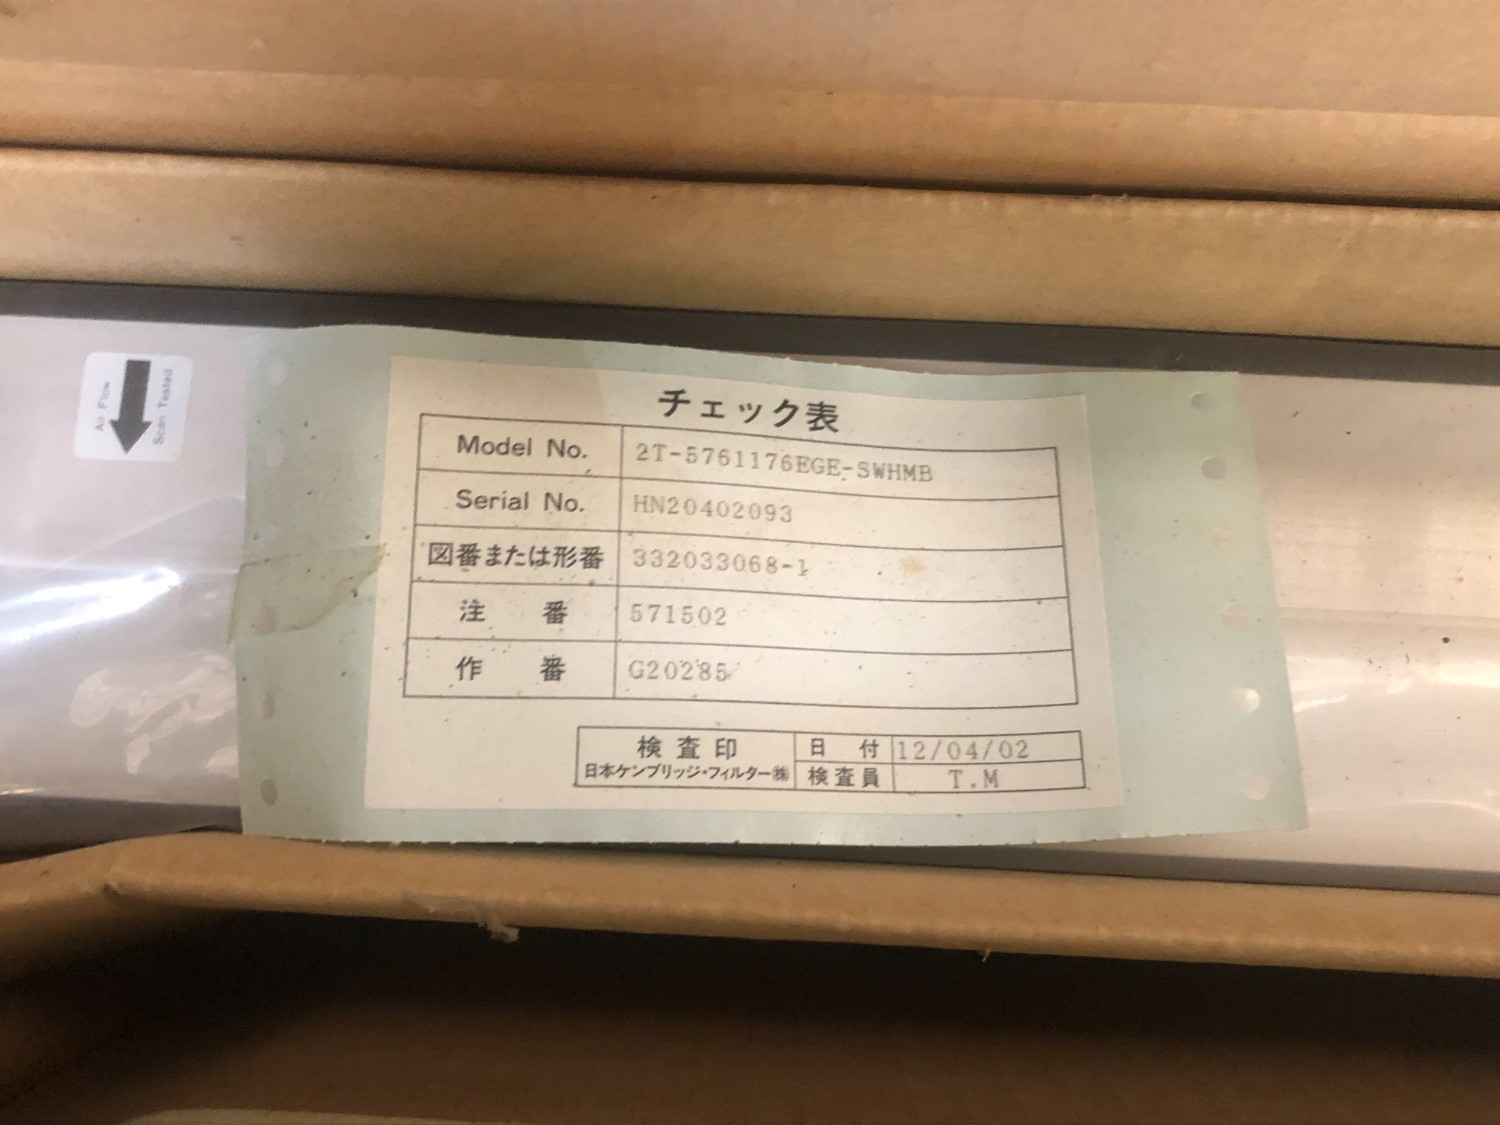 Air Flow
Scan Tested
チェック表
Model No. 2T-5761176EGE-SWHMB
Serial No. HN20402093
図番または形番 332033068-1
注 番 571502
作 番 G20285
検査印 日 付 12/04/02
日本ケンブリッジ・フィルター㈱ 検査員 T.M